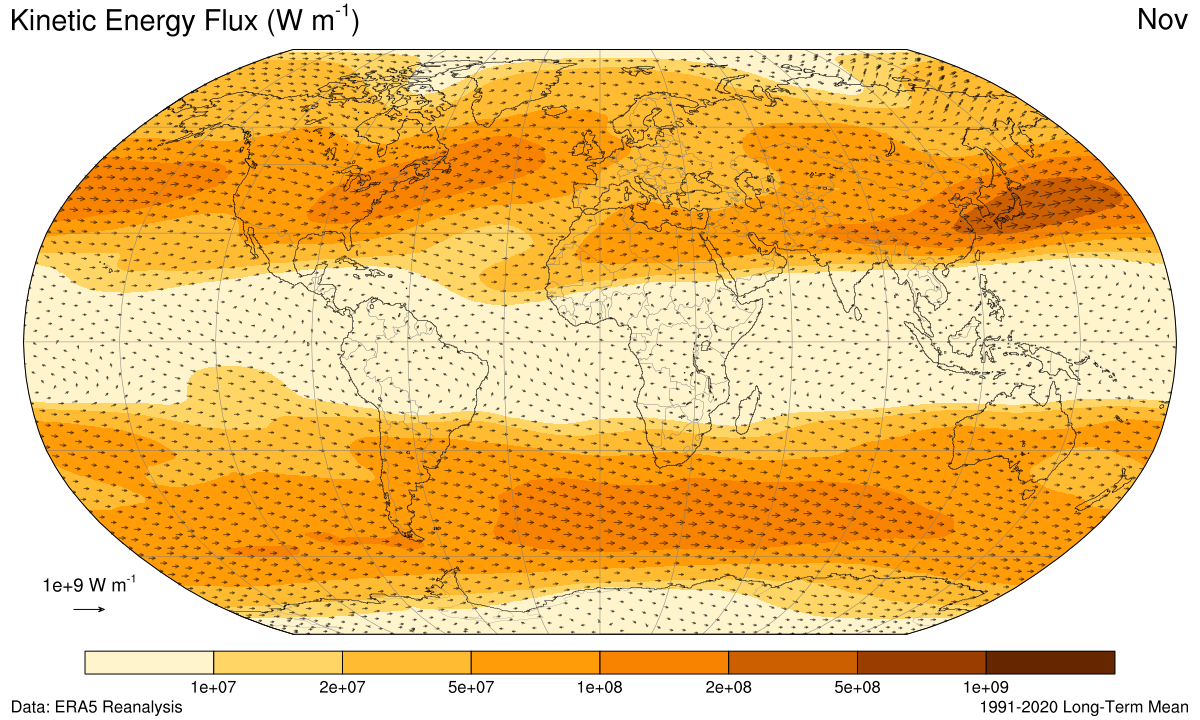 Kinetic Energy Flux (W m⁻¹)
Nov
1e+9 W m⁻¹
1e+07 2e+07 5e+07 1e+08 2e+08 5e+08 1e+09
Data: ERA5 Reanalysis
1991-2020 Long-Term Mean